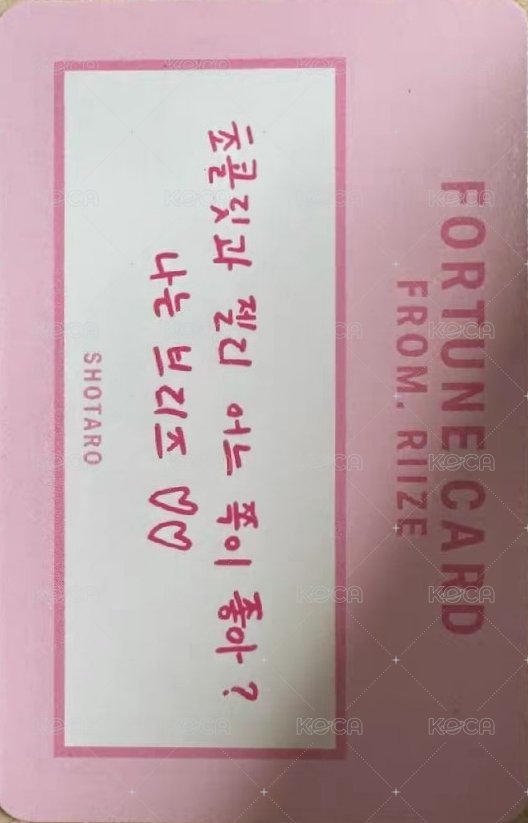 FORTUNE CARD
FROM. RIIZE
초콜릿과 젤리 어느 쪽이 좋아?
나는 브리즈 ♡♡
SHOTARO